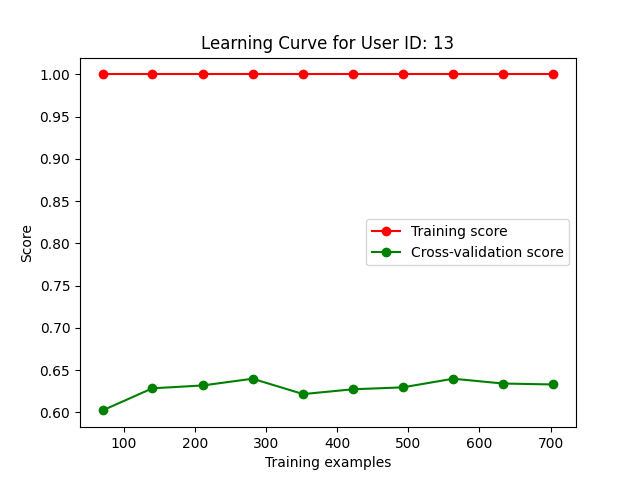 Learning Curve for User ID: 13
1.00
0.95
0.90
0.85
0.80
0.75
0.70
0.65
0.60
Score
Training score
Cross-validation score
100 200 300 400 500 600 700
Training examples